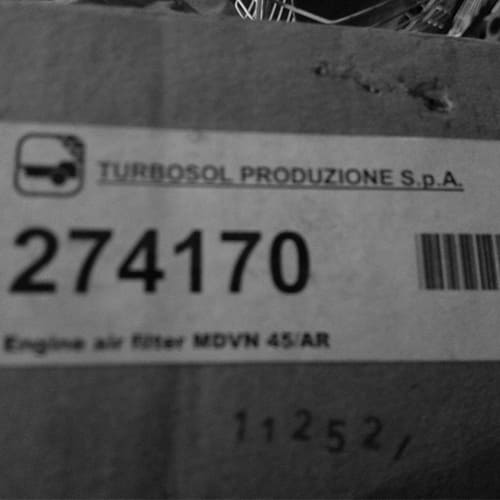 TURBOSOL PRODUZIONE S.p.A.
274170
Engine air filter MDVN 45/AR
11252,